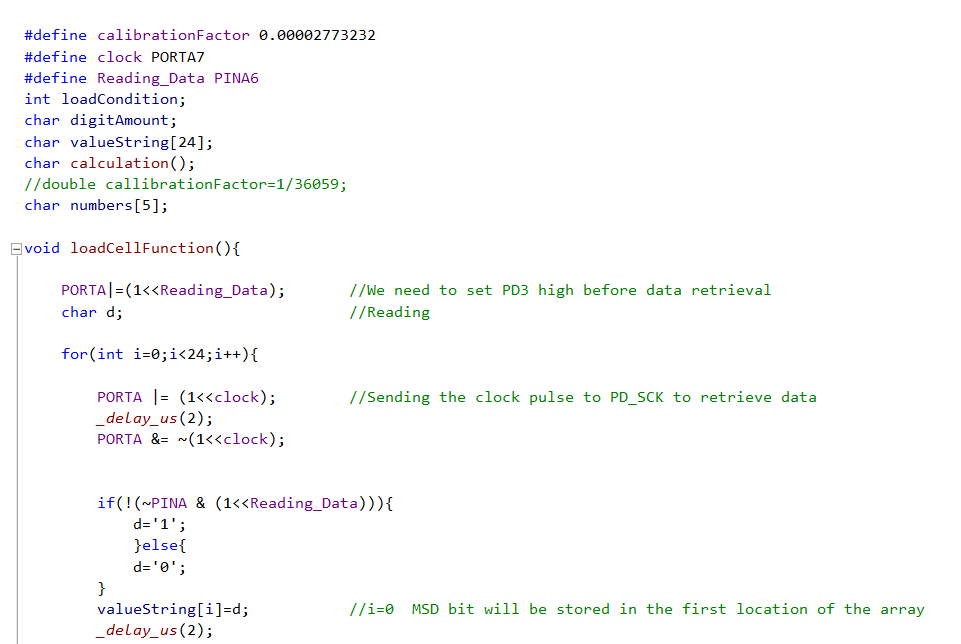 #define calibrationFactor 0.00002773232
#define clock PORTA7
#define Reading_Data PINA6
int loadCondition;
char digitAmount;
char valueString[24];
char calculation();
//double callibrationFactor=1/36059;
char numbers[5];
void loadCellFunction(){
PORTA|=(1<<Reading_Data); //We need to set PD3 high before data retrieval
char d; //Reading
for(int i=0;i<24;i++){
PORTA |= (1<<clock); //Sending the clock pulse to PD_SCK to retrieve data
_delay_us(2);
PORTA &= ~(1<<clock);
if(!(~PINA & (1<<Reading_Data))){
d='1';
}else{
d='0';
}
valueString[i]=d; //i=0  MSD bit will be stored in the first location of the array
_delay_us(2);